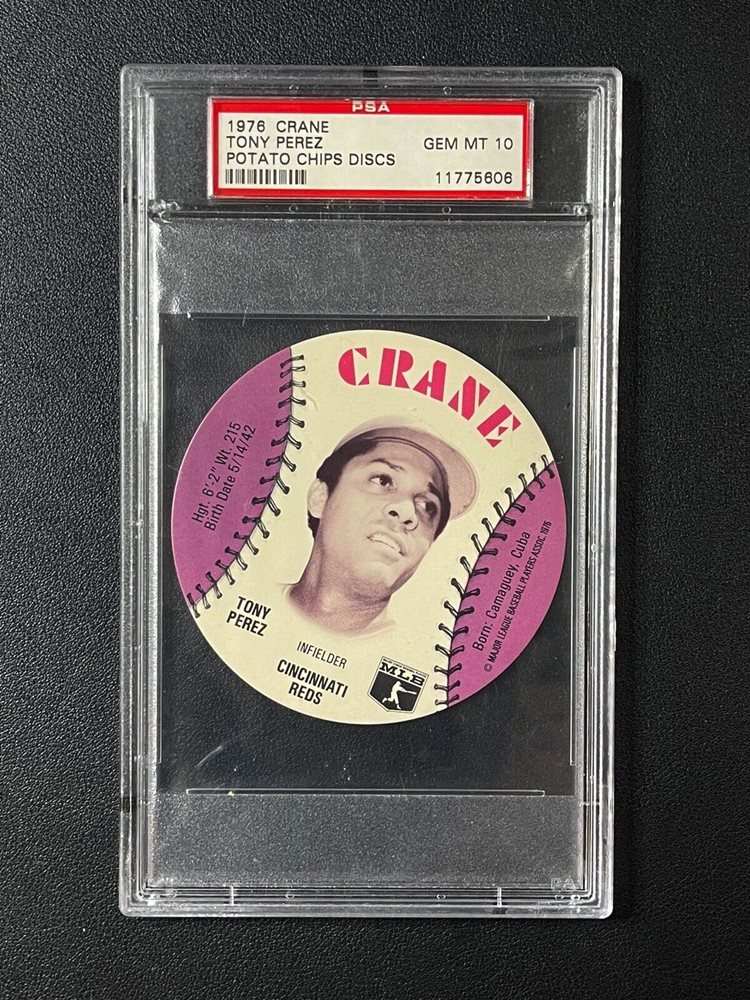 PSA
1976 CRANE
TONY PEREZ
GEM MT 10
POTATO CHIPS DISCS
11775606
CRANE
Hgt. 6'-2" Wt. 215
Birth Date 5/14/42
TONY
PEREZ
INFIELDER
CINCINNATI
REDS
MLB
Born: Camaguey, Cuba
© MAJOR LEAGUE BASEBALL PLAYERS ASSOC. 1976